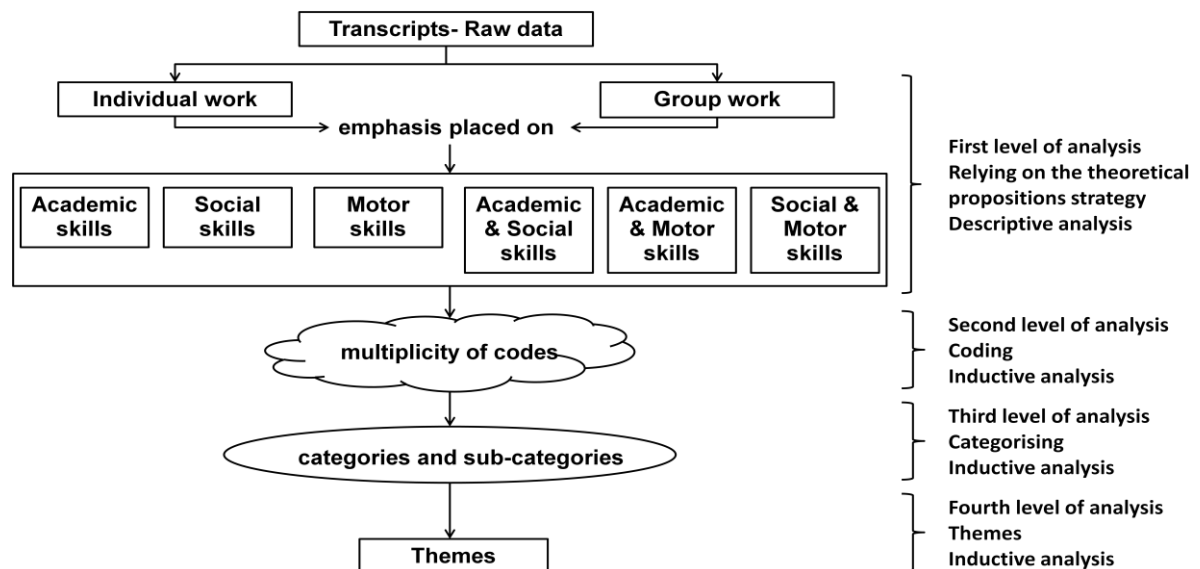 Transcripts- Raw data
Individual work
Group work
emphasis placed on
Academic
skills
Social
skills
Motor
skills
Academic
& Social
skills
Academic
& Motor
skills
Social &
Motor
skills
First level of analysis
Relying on the theoretical
propositions strategy
Descriptive analysis
multiplicity of codes
Second level of analysis
Coding
Inductive analysis
categories and sub-categories
Third level of analysis
Categorising
Inductive analysis
Themes
Fourth level of analysis
Themes
Inductive analysis